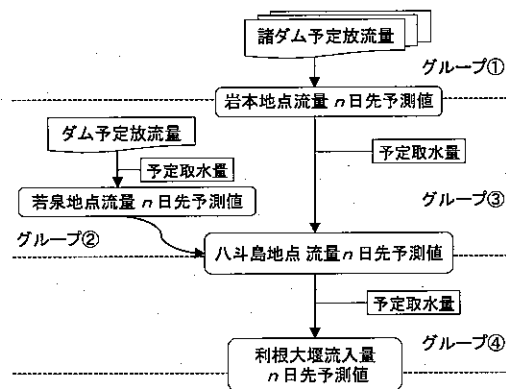 諸ダム予定放流量
グループ①
岩本地点流量 n 日先予測値
ダム予定放流量
予定取水量
予定取水量
若泉地点流量 n 日先予測値
グループ③
グループ②
八斗島地点 流量 n 日先予測値
予定取水量
グループ④
利根大堰流入量
n 日先予測値